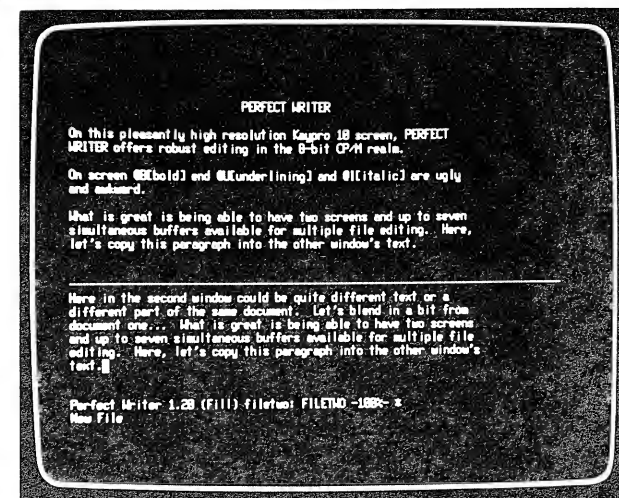 PERFECT WRITER
On this pleasantly high resolution Kaypro 10 screen, PERFECT
WRITER offers robust editing in the 8-bit CP/M realm.
On screen @B[bold] and @U[underlining] and @I[italic] are ugly
and awkward.
What is great is being able to have two screens and up to seven
simultaneous buffers available for multiple file editing. Here,
let's copy this paragraph into the other window's text.
Here in the second window could be quite different text or a
different part of the same document. Let's blend in a bit from
document one... What is great is being able to have two screens
and up to seven simultaneous buffers available for multiple file
editing. Here, let's copy this paragraph into the other window's
text.
Perfect Writer 1.20 (Fill) filetwo: FILETWO -100%- *
New File